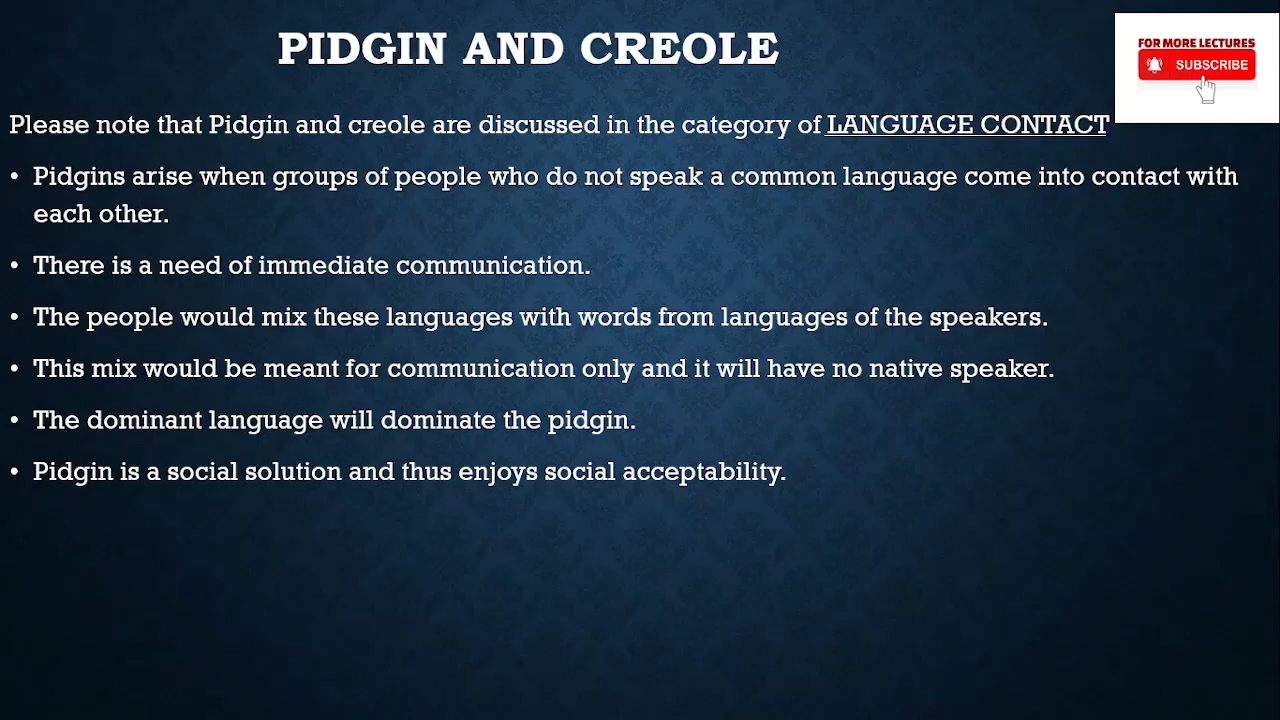 PIDGIN AND CREOLE
FOR MORE LECTURES
SUBSCRIBE
Please note that Pidgin and creole are discussed in the category of LANGUAGE CONTACT
• Pidgins arise when groups of people who do not speak a common language come into contact with
each other.
• There is a need of immediate communication.
• The people would mix these languages with words from languages of the speakers.
• This mix would be meant for communication only and it will have no native speaker.
• The dominant language will dominate the pidgin.
• Pidgin is a social solution and thus enjoys social acceptability.